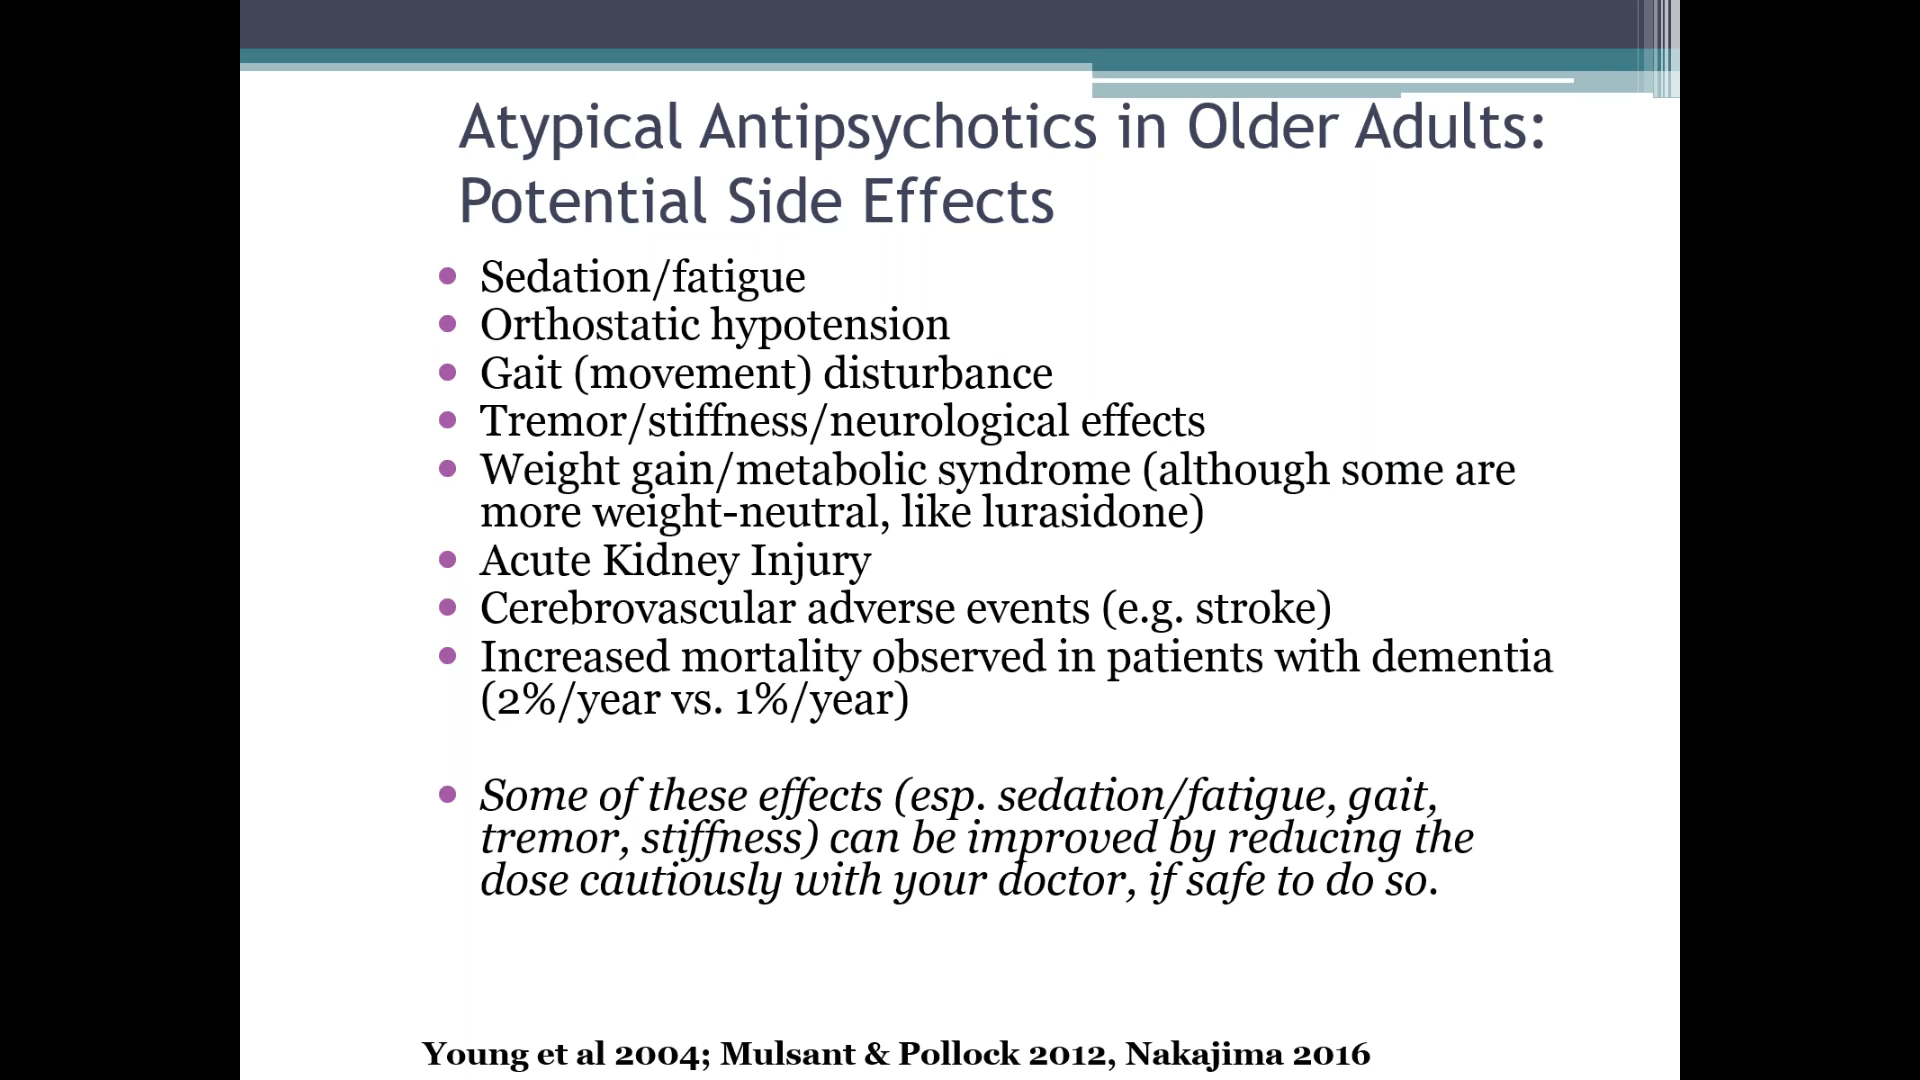 Atypical Antipsychotics in Older Adults:
Potential Side Effects
• Sedation/fatigue
• Orthostatic hypotension
• Gait (movement) disturbance
• Tremor/stiffness/neurological effects
• Weight gain/metabolic syndrome (although some are
more weight-neutral, like lurasidone)
• Acute Kidney Injury
• Cerebrovascular adverse events (e.g. stroke)
• Increased mortality observed in patients with dementia
(2%/year vs. 1%/year)
• Some of these effects (esp. sedation/fatigue, gait,
tremor, stiffness) can be improved by reducing the
dose cautiously with your doctor, if safe to do so.
Young et al 2004; Mulsant & Pollock 2012, Nakajima 2016